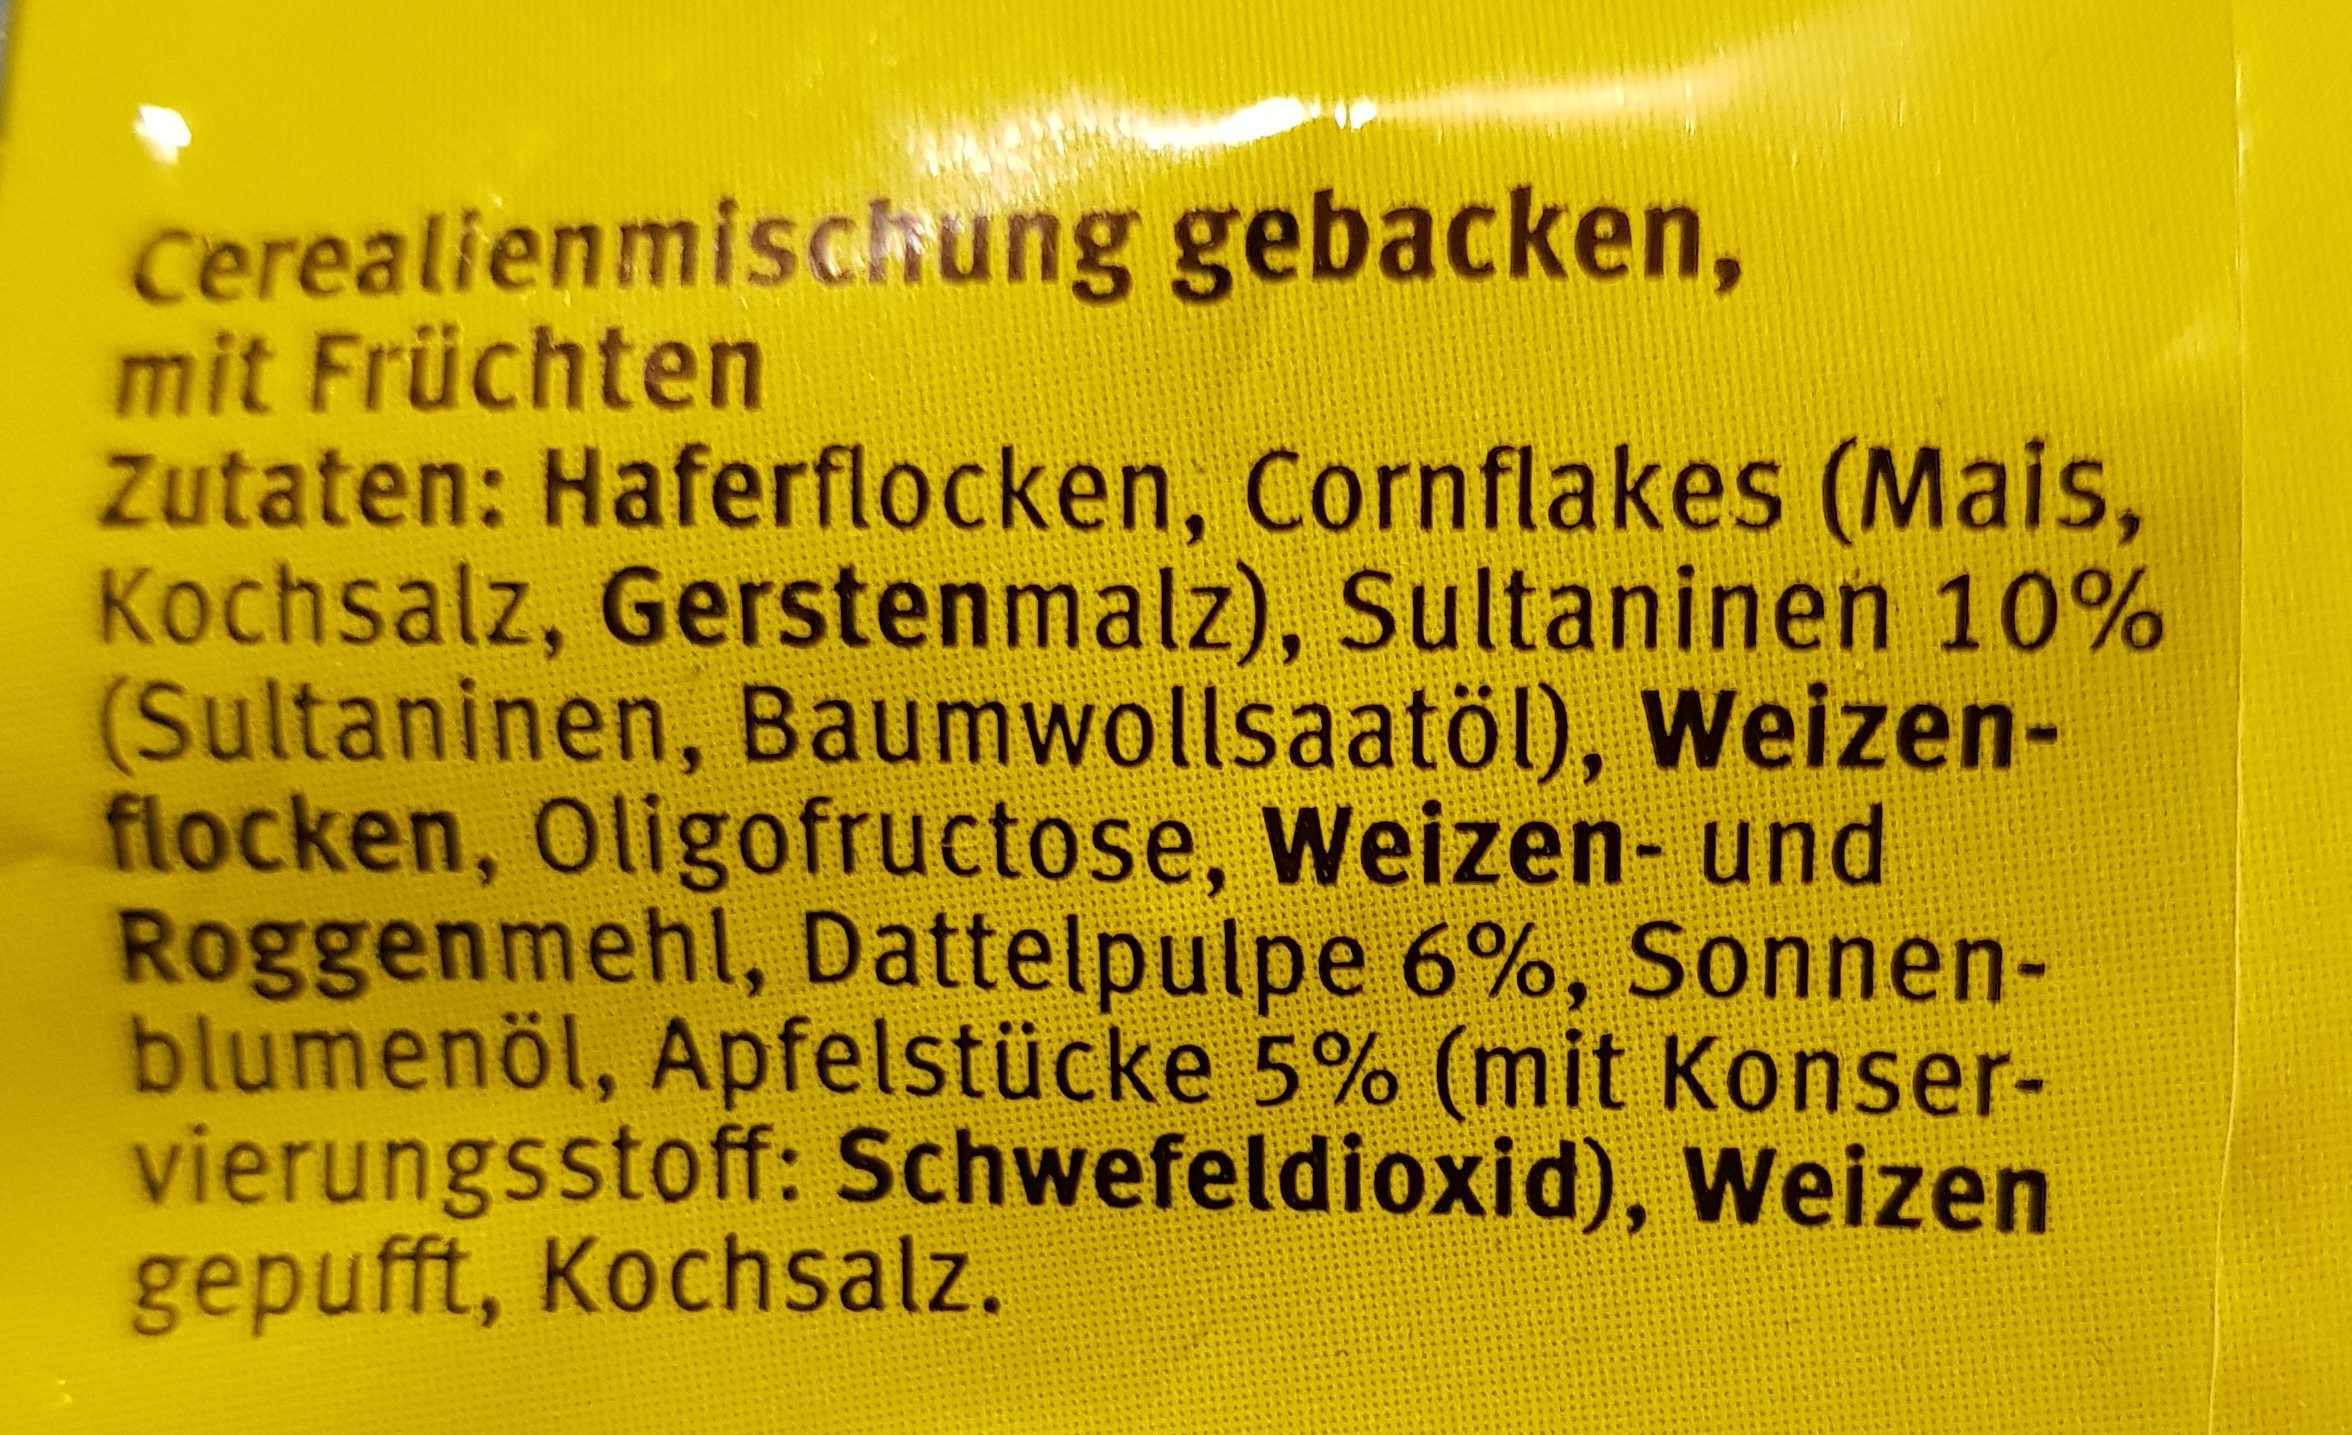 Cerealienmischung gebacken,
mit Früchten
Zutaten: Haferflocken, Cornflakes (Mais,
Kochsalz, Gerstenmalz), Sultaninen 10%
(Sultaninen, Baumwollsaatöl), Weizen-
flocken, Oligofructose, Weizen- und
Roggenmehl, Dattelpulpe 6%, Sonnen-
blumenöl, Apfelstücke 5% (mit Konser-
vierungsstoff: Schwefeldioxid), Weizen
gepufft, Kochsalz.